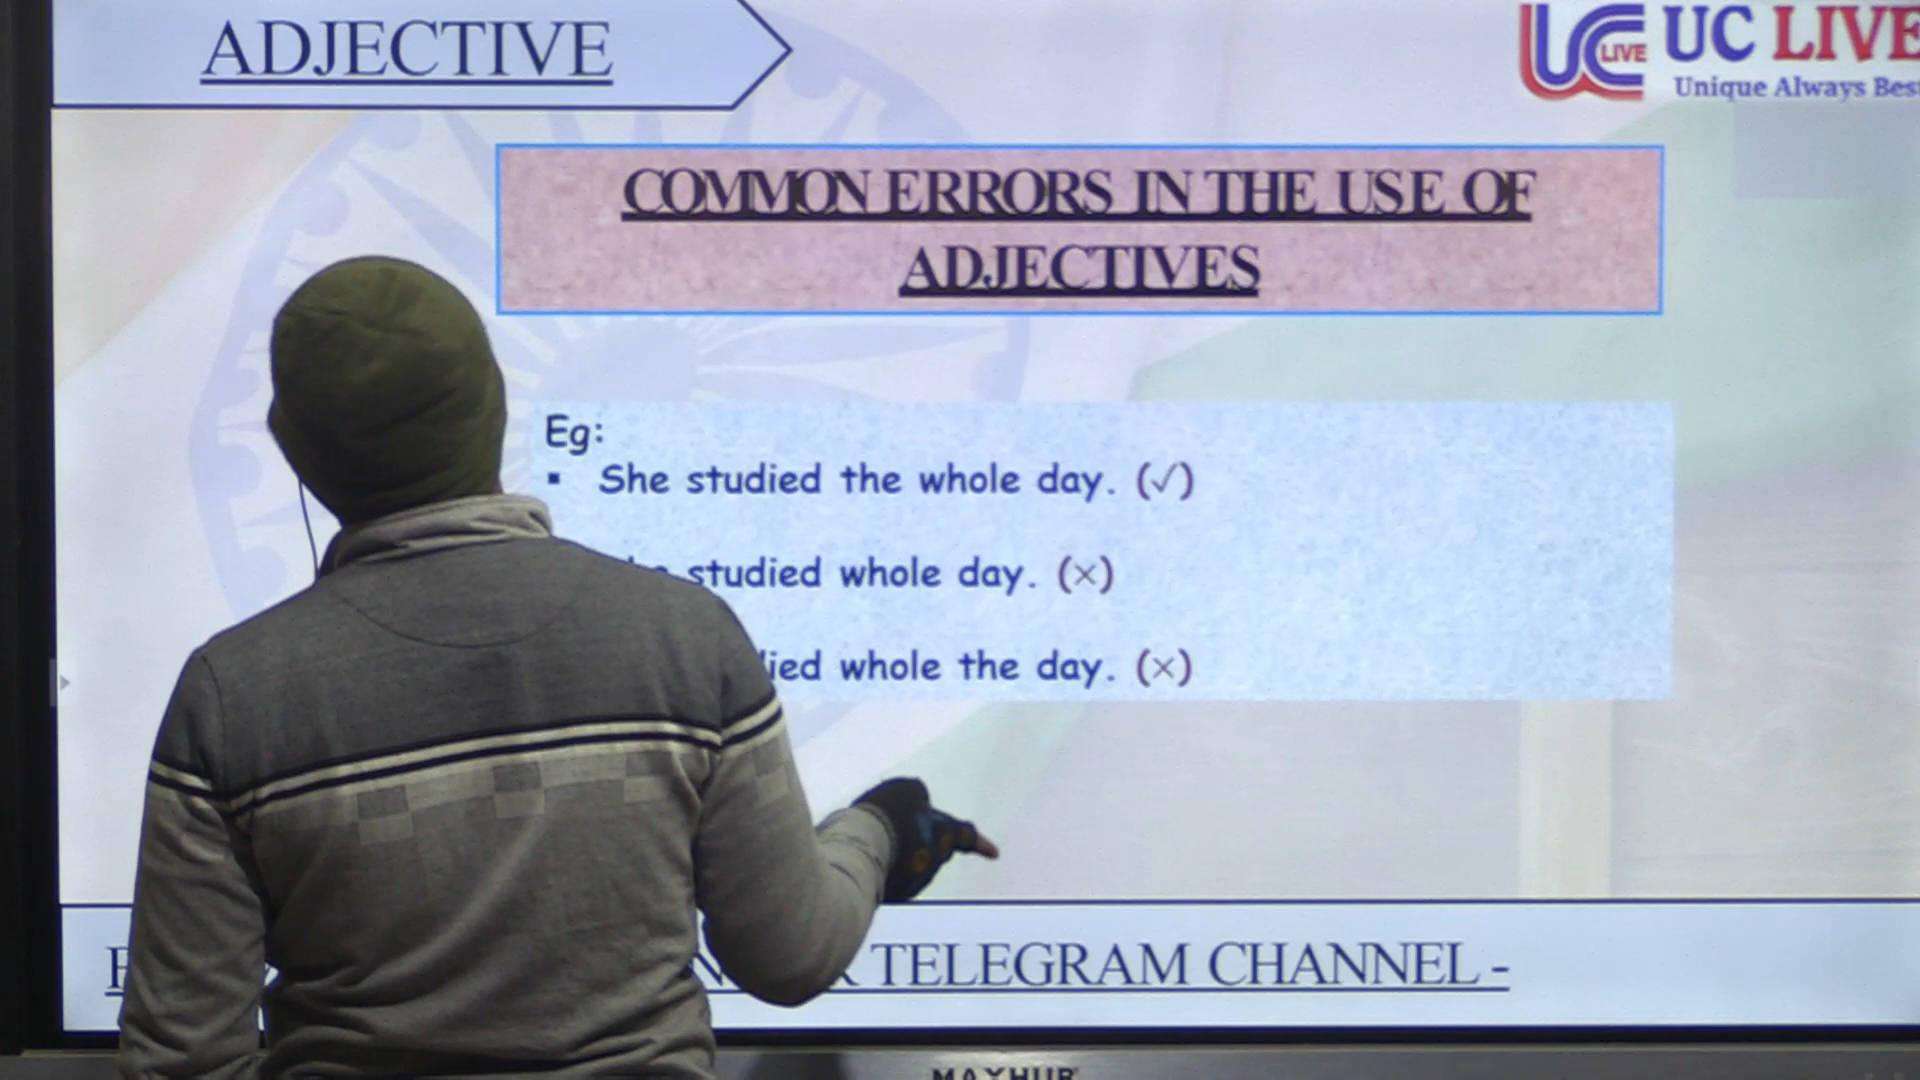 ADJECTIVE
UC LIVE
LIVE
Unique Always Best
COMMON ERRORS IN THE USE OF
ADJECTIVES
Eg:
▪ She studied the whole day. (✓)
studied whole day. (×)
whole the day. (×)
TELEGRAM CHANNEL -
MAXHUB